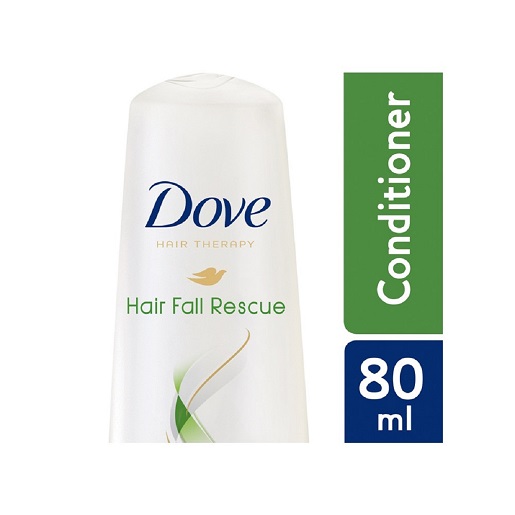 Dove
HAIR THERAPY
Hair Fall Rescue
Conditioner
80
ml